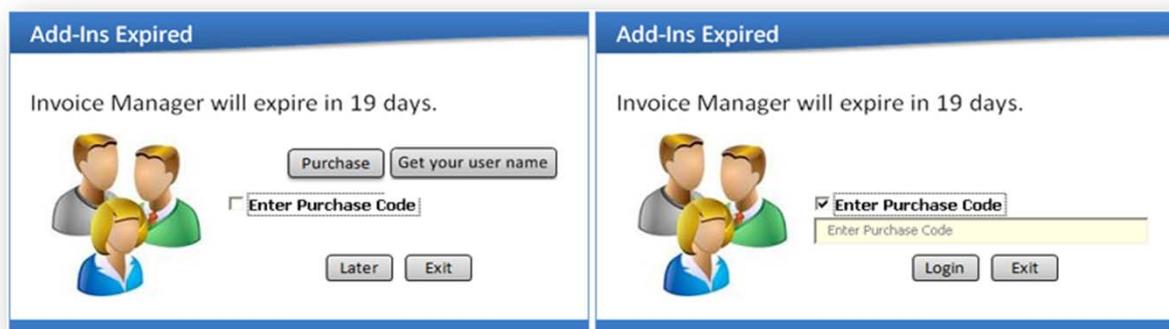 Add-Ins Expired
Invoice Manager will expire in 19 days.
Purchase
Get your user name
Enter Purchase Code
Later
Exit
Add-Ins Expired
Invoice Manager will expire in 19 days.
Enter Purchase Code
Enter Purchase Code
Login
Exit